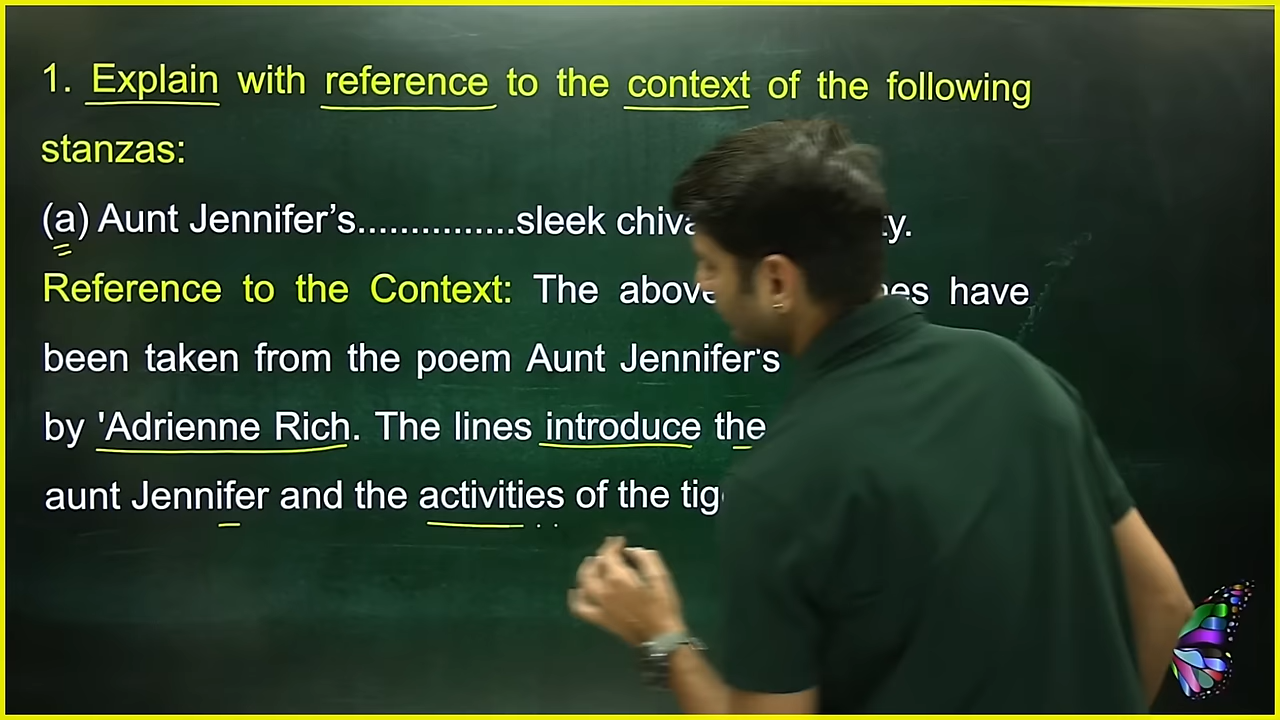 1. Explain with reference to the context of the following
stanzas:
(a) Aunt Jennifer's...............sleek
Reference to the Context: The above have
been taken from the poem Aunt Jennifer's
by 'Adrienne Rich. The lines introduce the
aunt Jennifer and the activities of the